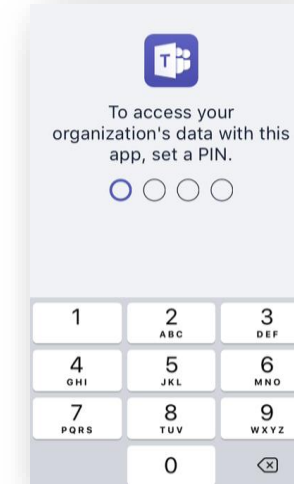 T
To access your
organization's data with this
app, set a PIN.
1 2 3
ABC DEF
4 5 6
GHI JKL MNO
7 8 9
PQRS TUV WXYZ
0